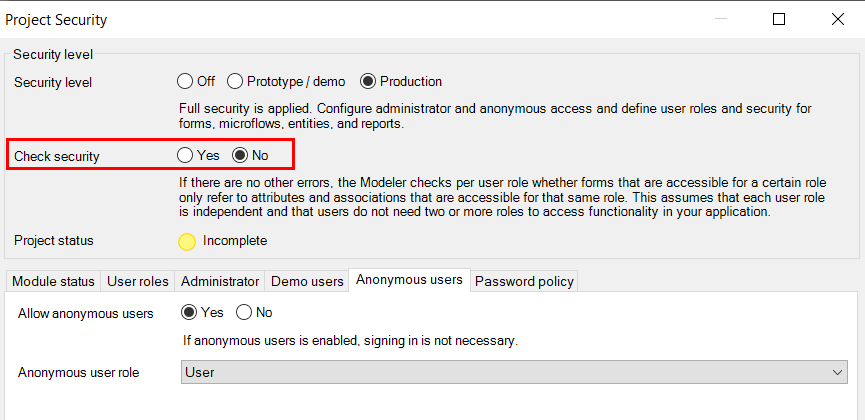 Project Security
Security level
Security level Off Prototype / demo Production
Full security is applied. Configure administrator and anonymous access and define user roles and security for
forms, microflows, entities, and reports.
Check security Yes No
If there are no other errors, the Modeler checks per user role whether forms that are accessible for a certain role
only refer to attributes and associations that are accessible for that same role. This assumes that each user role
is independent and that users do not need two or more roles to access functionality in your application.
Project status Incomplete
Module status User roles Administrator Demo users Anonymous users Password policy
Allow anonymous users Yes No
If anonymous users is enabled, signing in is not necessary.
Anonymous user role User